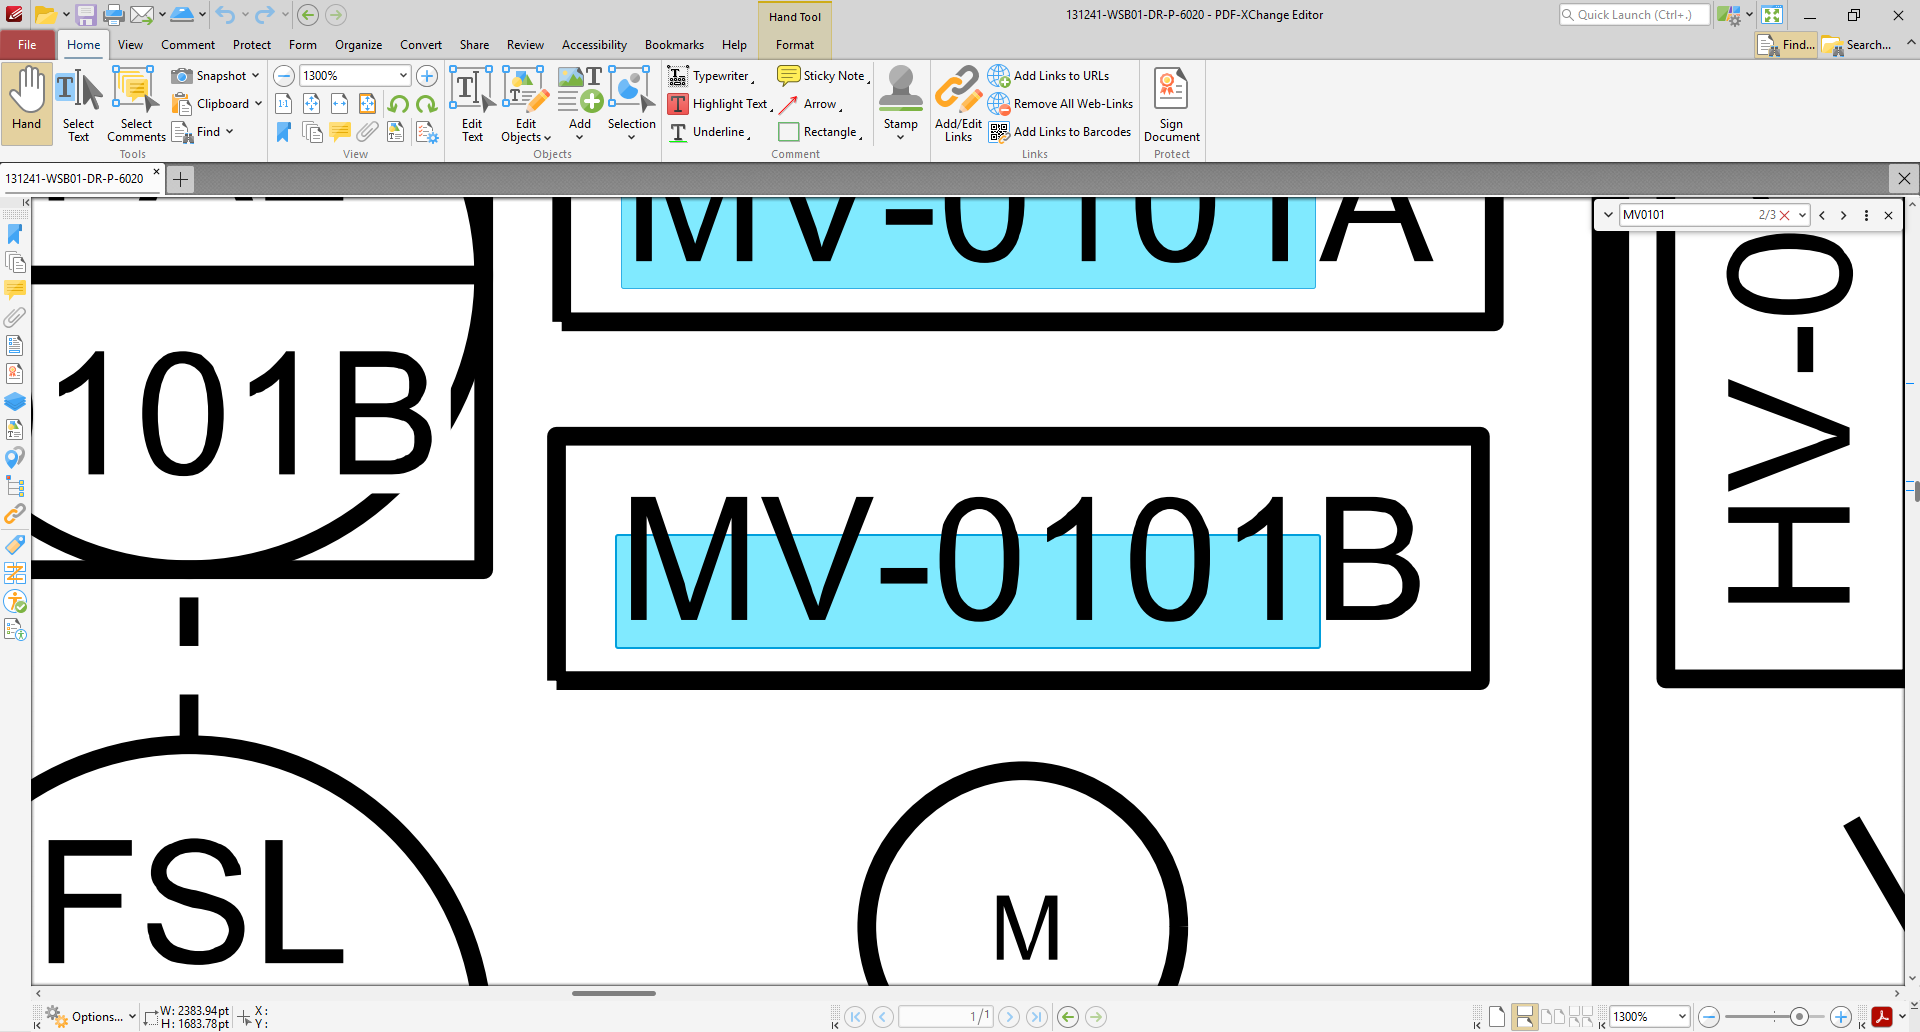 131241-WSB01-DR-P-6020 - PDF-XChange Editor
Hand Tool
Quick Launch (Ctrl+.)
File Home View Comment Protect Form Organize Convert Share Review Accessibility Bookmarks Help Format
Find... Search...
Hand
Select Text
Select Comments
Snapshot
Clipboard
Find
Tools
1300%
1:1
View
Edit Text
Edit Objects
Add
Selection
Objects
Typewriter
Highlight Text
Underline
Sticky Note
Arrow
Rectangle
Stamp
Comment
Add/Edit Links
Add Links to URLs
Remove All Web-Links
Add Links to Barcodes
Links
Sign Document
Protect
131241-WSB01-DR-P-6020
MV0101 2/3
MV-0101A
101B
MV-0101B
HV-0
FSL
M
Options...
W: 2383.94pt
H: 1683.78pt
X:
Y:
1/1
1300%